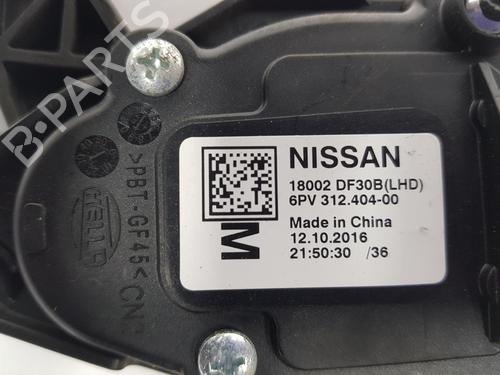 B-PARTS
NISSAN
18002 DF30B(LHD)
6PV 312.404-00
Made in China
12.10.2016
21:50:30 /36
M
>PBT-GF45<
HELLA